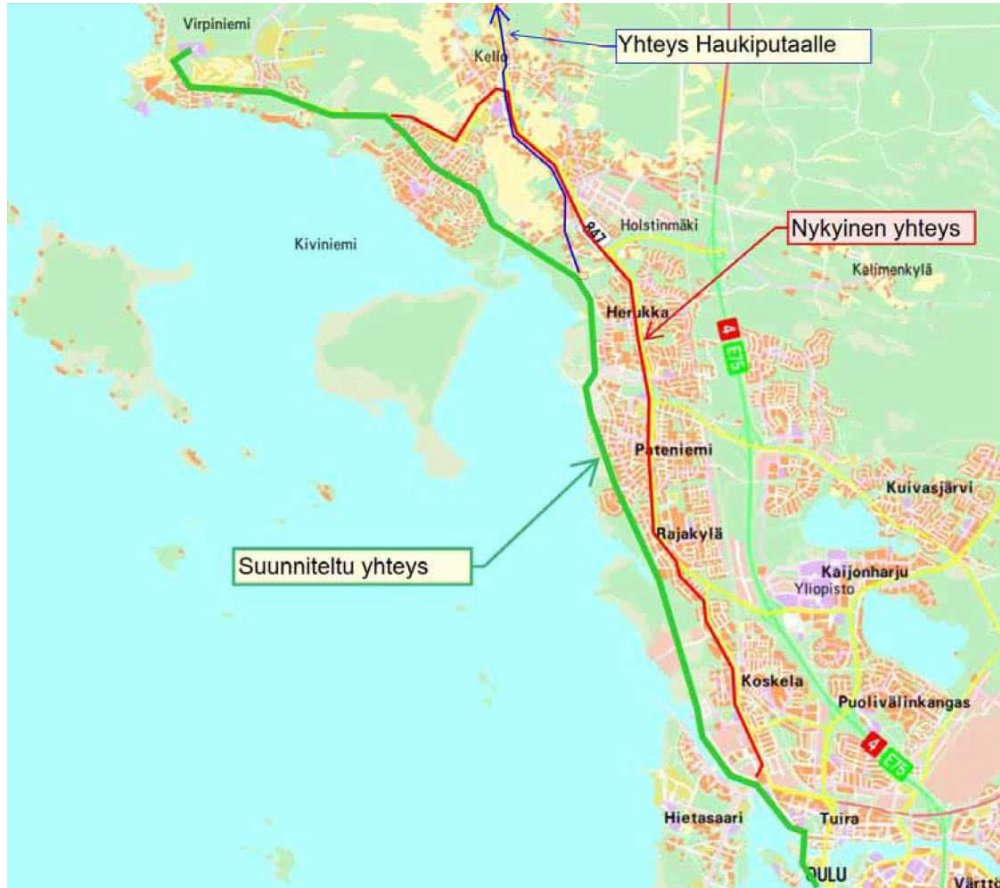 Virpiniemi
Yhteys Haukiputaalle
Kello
847
Holstinmäki
Nykyinen yhteys
Kiviniemi
Kalimenkylä
Herukka
4
E75
Pateniemi
Kuivasjärvi
Rajakylä
Suunniteltu yhteys
Kaijonharju
Yliopisto
Koskela
Puolivälinkangas
4
E75
Hietasaari
Tuira
OULU
Värttö